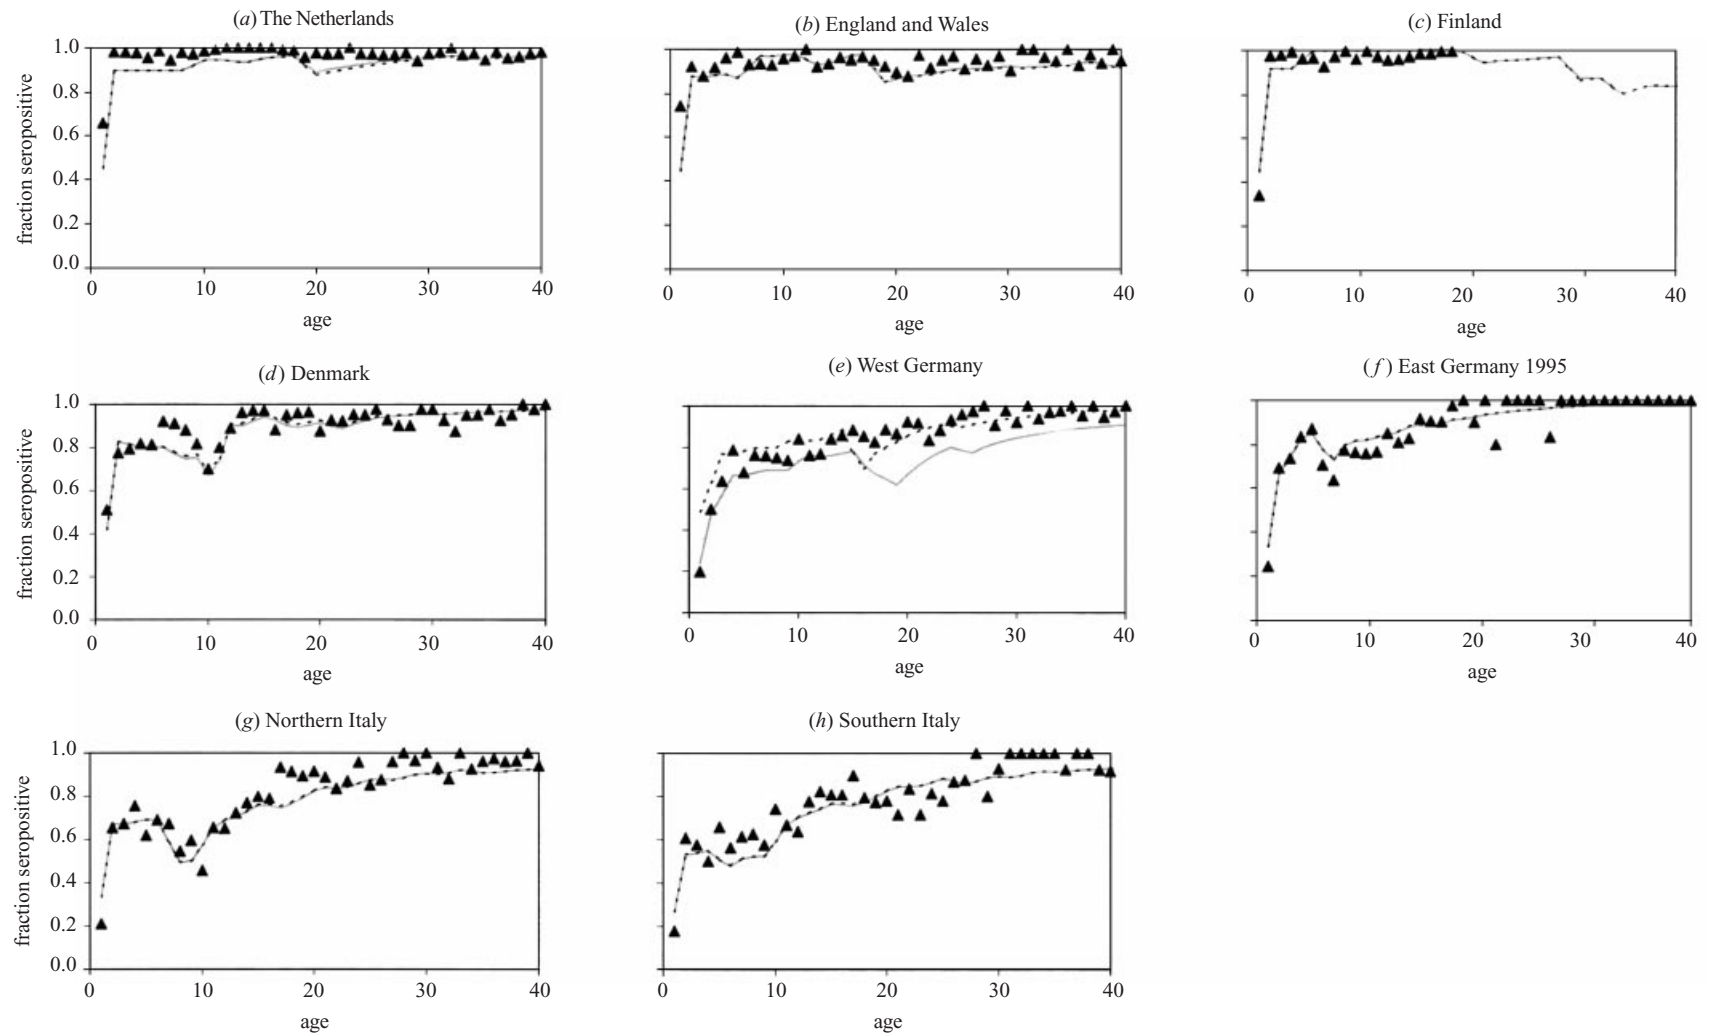 (a) The Netherlands
(b) England and Wales
(c) Finland
fraction seropositive
1.0
0.8
0.6
0.4
0.2
0.0
0 10 20 30 40
age
0 10 20 30 40
age
0 10 20 30 40
age
(d) Denmark
(e) West Germany
(f) East Germany 1995
fraction seropositive
1.0
0.8
0.6
0.4
0.2
0.0
0 10 20 30 40
age
0 10 20 30 40
age
0 10 20 30 40
age
(g) Northern Italy
(h) Southern Italy
fraction seropositive
1.0
0.8
0.6
0.4
0.2
0.0
0 10 20 30 40
age
0 10 20 30 40
age